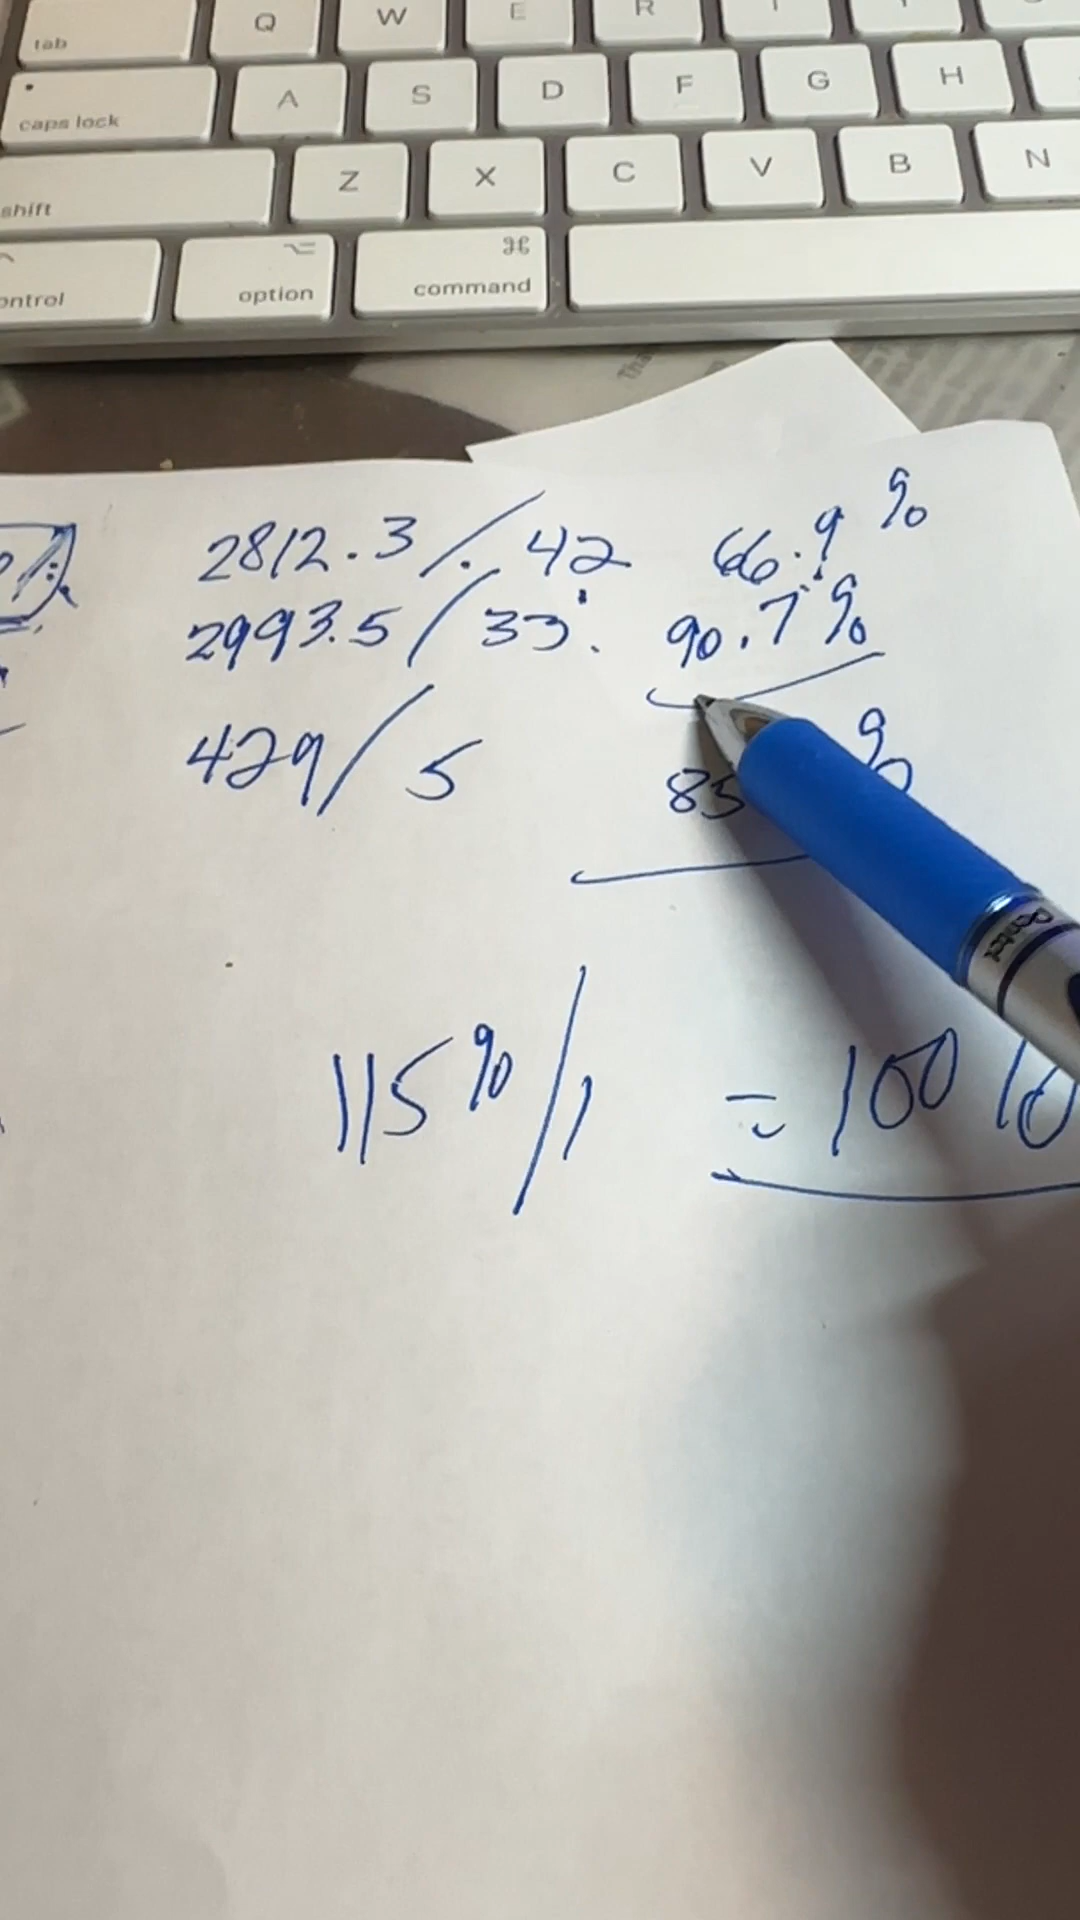 tab Q W E R
caps lock A S D F G H
shift Z X C V B N
ontrol option ⌘ command
2812.3/.42 66.9%
2993.5/33. 90.7%
429/5 85 %
Pentel
115%/1 = 100%